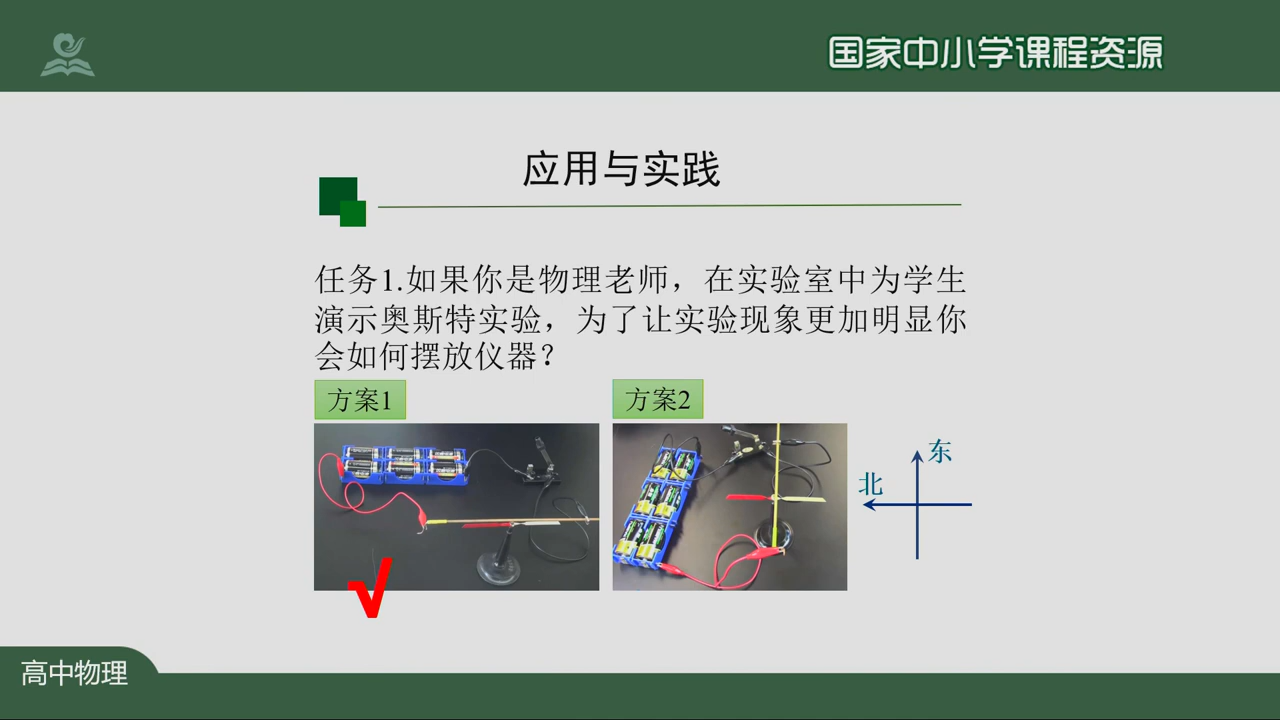 国家中小学课程资源
应用与实践
任务1.如果你是物理老师，在实验室中为学生
演示奥斯特实验，为了让实验现象更加明显你
会如何摆放仪器？
方案1
方案2
东
北
√
高中物理